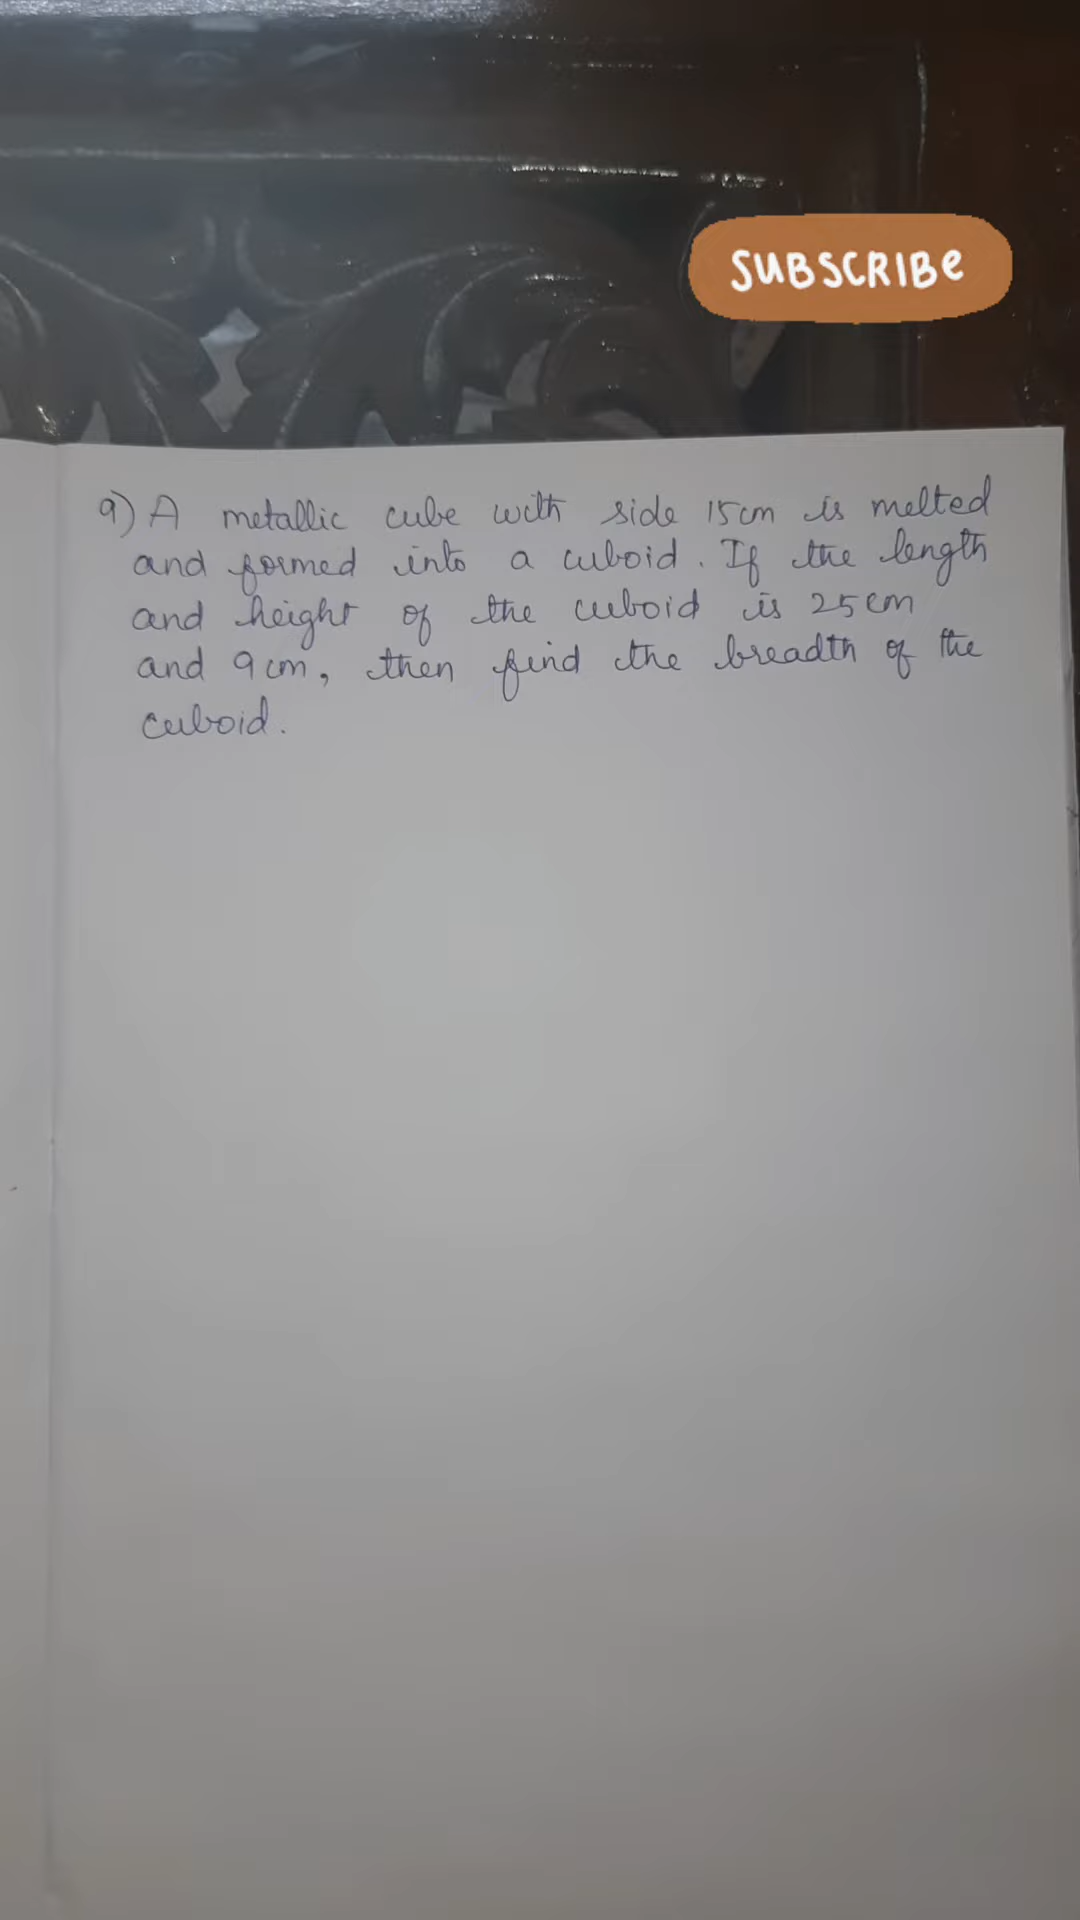 SUBSCRIBe
9) A metallic cube with side 15cm is melted
and formed into a cuboid. If the length
and height of the cuboid is 25cm
and 9cm, then find the breadth of the
cuboid.